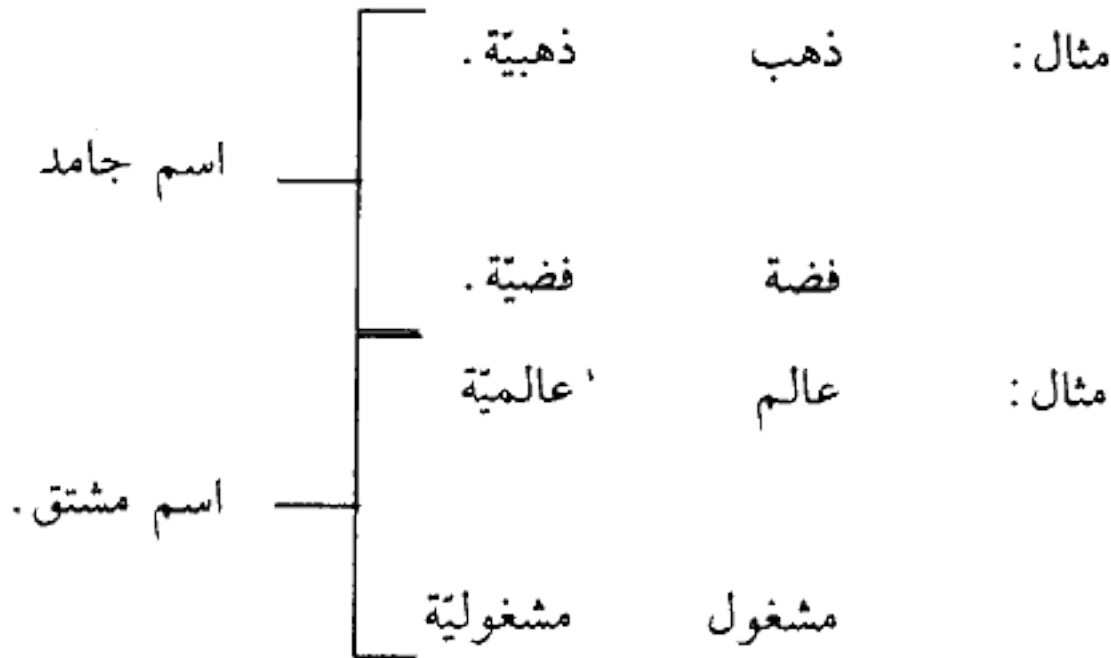 مثال : ذهب ذهبيّة .
اسم جامد
فضة فضيّة .
مثال : عالم عالميّة
اسم مشتق .
مشغول مشغوليّة